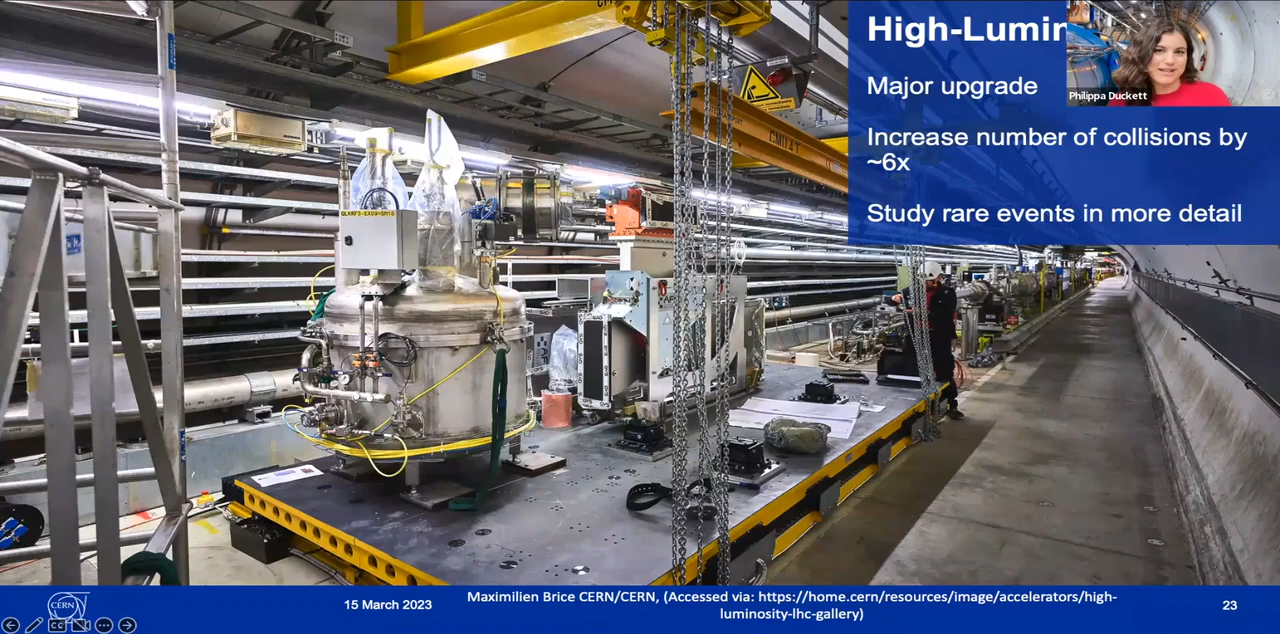 High-Lumin
Philippa Duckett
Major upgrade
Increase number of collisions by
~6x
Study rare events in more detail
CERN
15 March 2023
Maximilien Brice CERN/CERN, (Accessed via: https://home.cern/resources/image/accelerators/high-
luminosity-lhc-gallery)
23